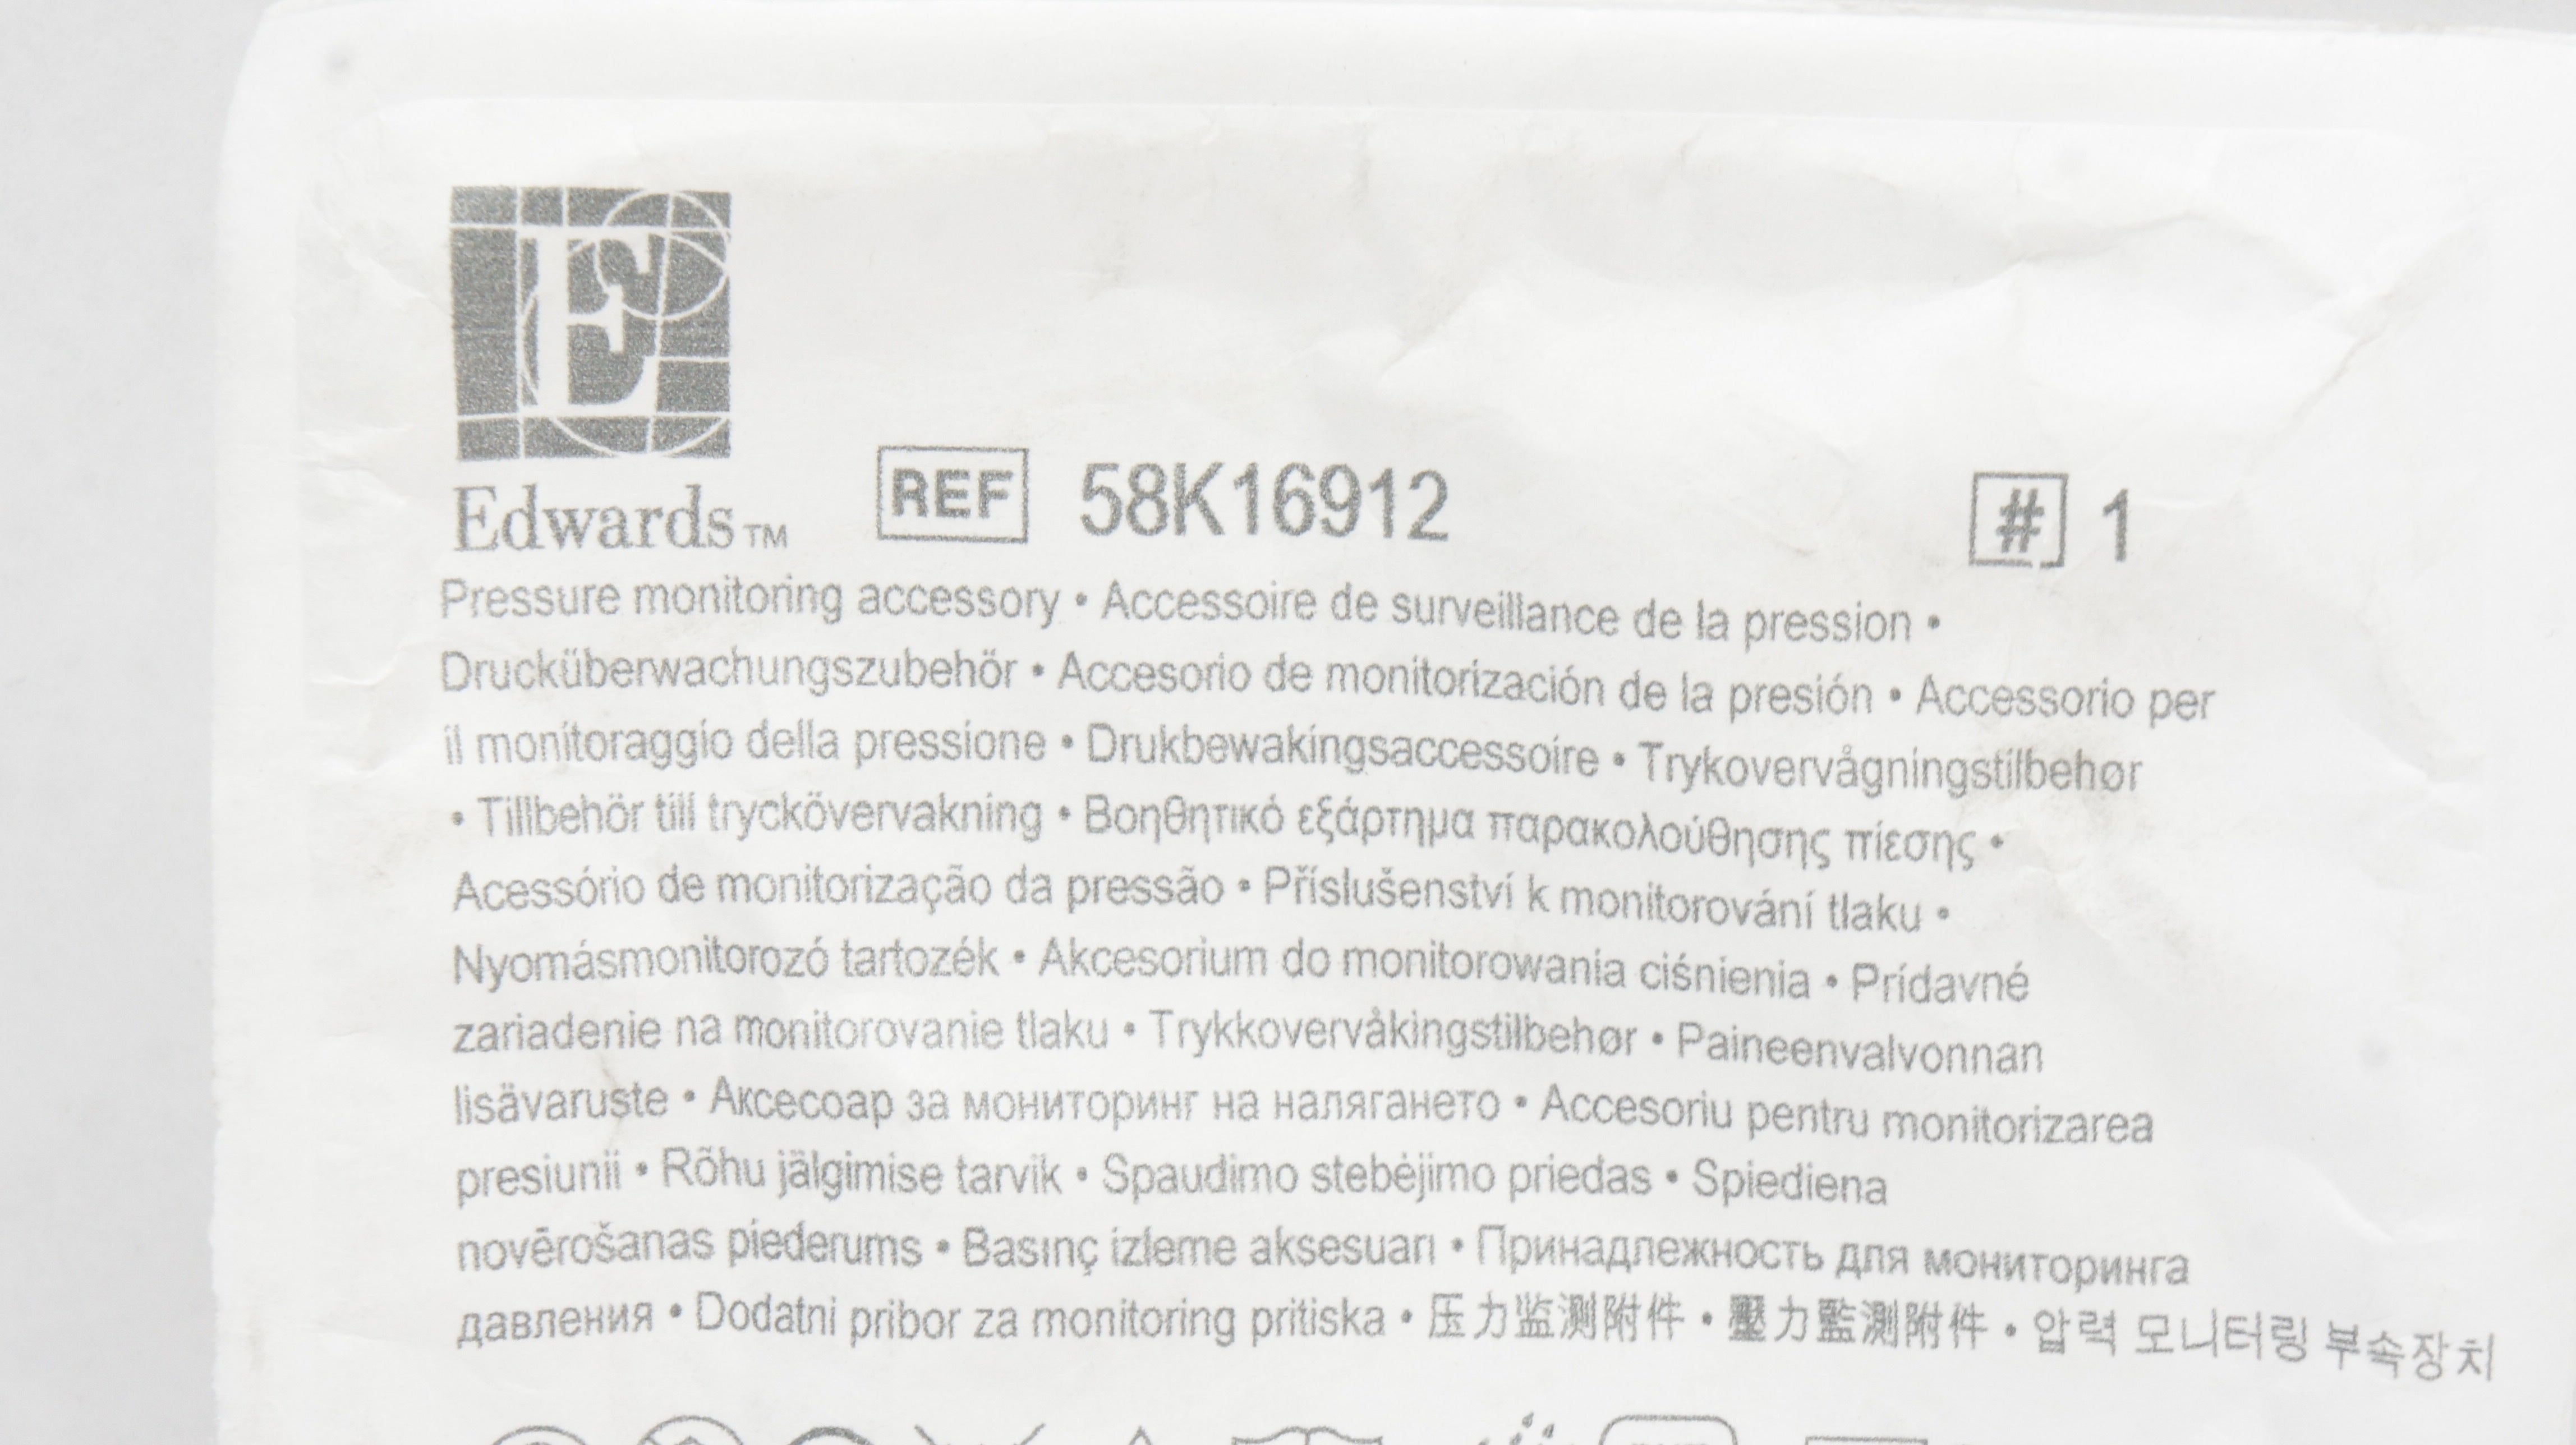 E
Edwards™
REF 58K16912
# 1
Pressure monitoring accessory • Accessoire de surveillance de la pression •
Drucküberwachungszubehör • Accesorio de monitorización de la presión • Accessorio per
il monitoraggio della pressione • Drukbewakingsaccessoire • Trykovervågningstilbehør
• Tillbehör till tryckövervakning • Βοηθητικό εξάρτημα παρακολούθησης πίεσης •
Acessório de monitorização da pressão • Příslušenství k monitorování tlaku •
Nyomásmonitorozó tartozék • Akcesorium do monitorowania ciśnienia • Prídavné
zariadenie na monitorovanie tlaku • Trykkovervåkingstilbehør • Paineenvalvonnan
lisävaruste • Аксесоар за мониторинг на налягането • Accesoriu pentru monitorizarea
presiunii • Rõhu jälgimise tarvik • Spaudimo stebėjimo priedas • Spiediena
novērošanas piederums • Basınç izleme aksesuarı • Принадлежность для мониторинга
давления • Dodatni pribor za monitoring pritiska • 压力监测附件 • 壓力監測附件 • 압력 모니터링 부속장치